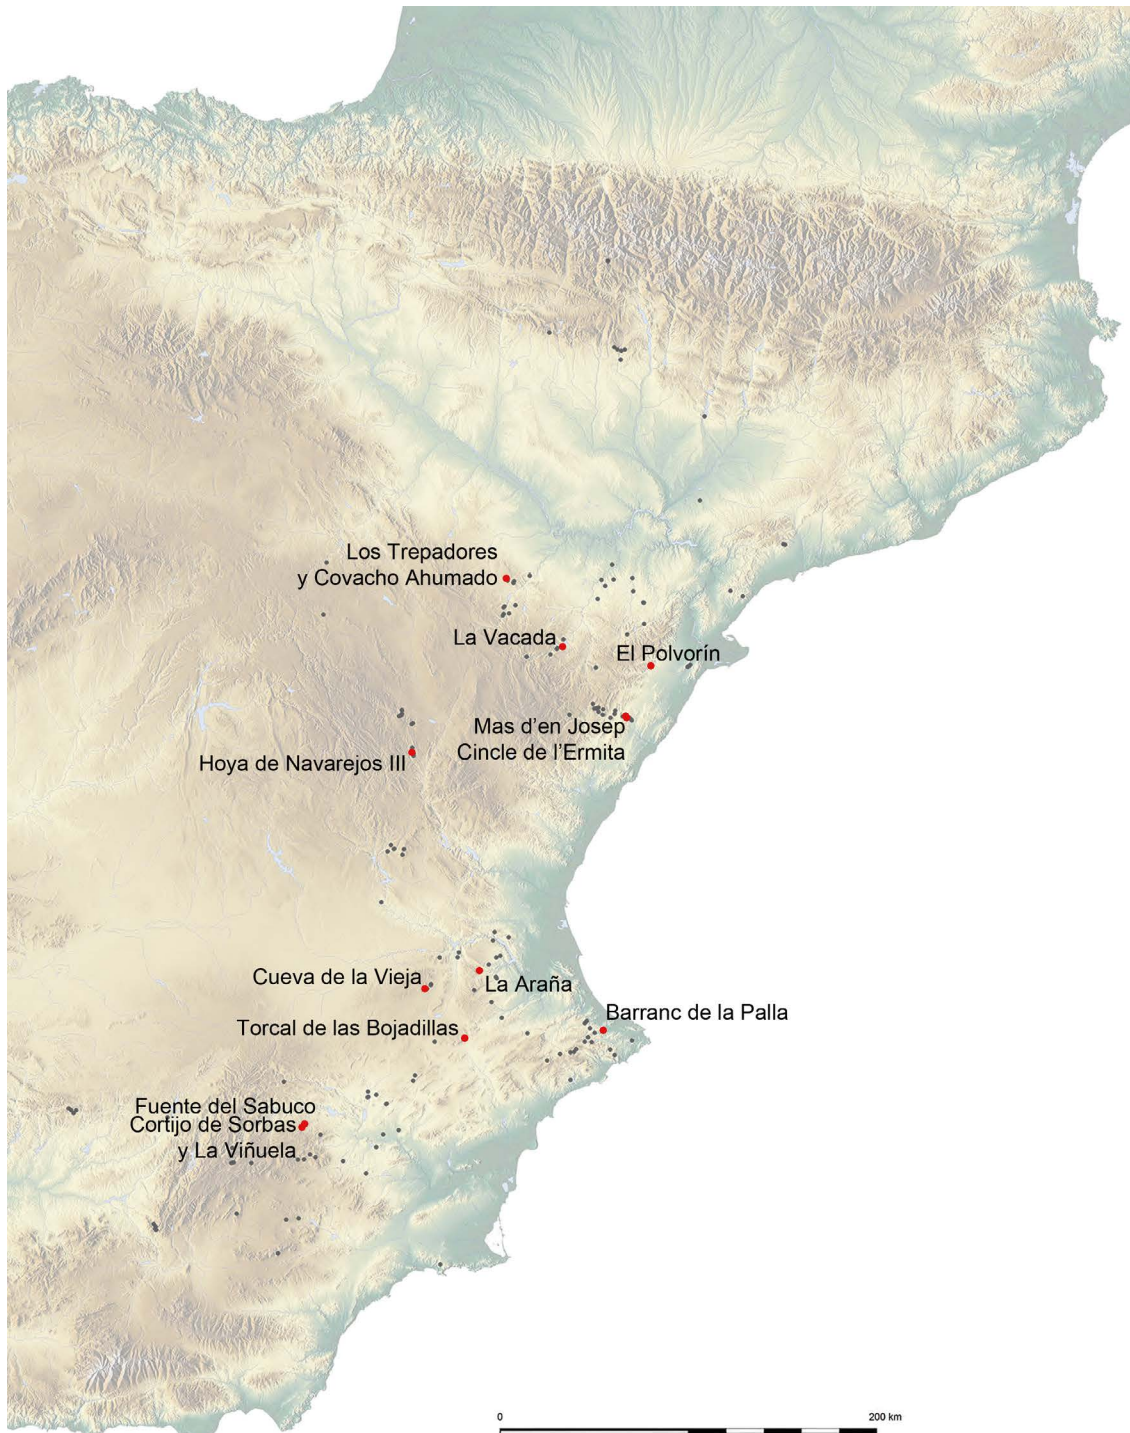 Los Trepadores
y Covacho Ahumado
La Vacada
El Polvorín
Mas d'en Josep
Cincle de l'Ermita
Hoya de Navarejos III
Cueva de la Vieja
La Araña
Barranc de la Palla
Torcal de las Bojadillas
Fuente del Sabuco
Cortijo de Sorbas
y La Viñuela
0
200 km